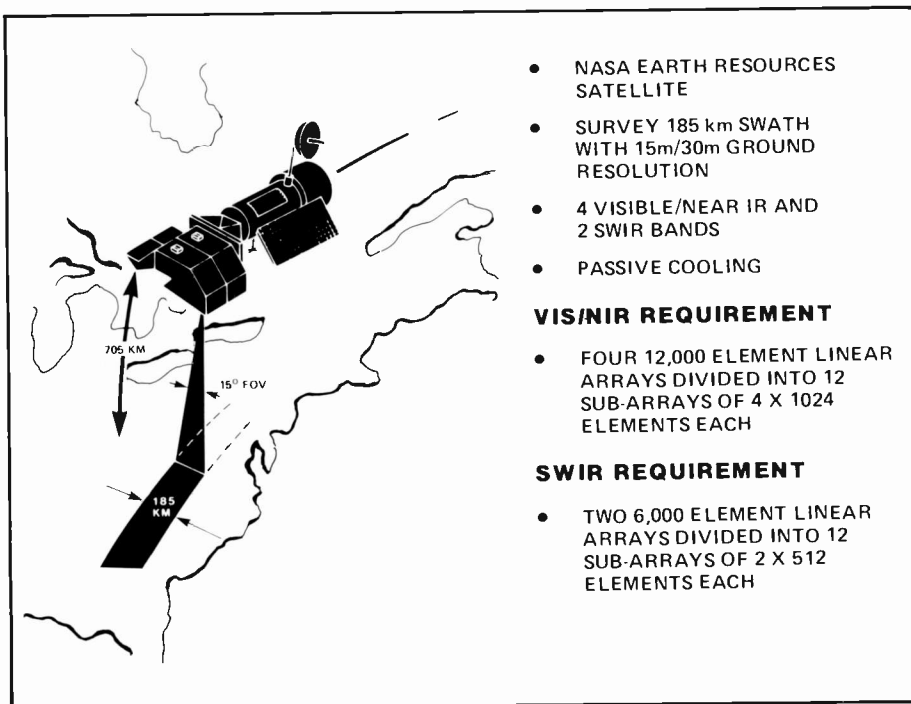 705 KM
15° FOV
185
KM
• NASA EARTH RESOURCES
SATELLITE
• SURVEY 185 km SWATH
WITH 15m/30m GROUND
RESOLUTION
• 4 VISIBLE/NEAR IR AND
2 SWIR BANDS
• PASSIVE COOLING
VIS/NIR REQUIREMENT
• FOUR 12,000 ELEMENT LINEAR
ARRAYS DIVIDED INTO 12
SUB-ARRAYS OF 4 X 1024
ELEMENTS EACH
SWIR REQUIREMENT
• TWO 6,000 ELEMENT LINEAR
ARRAYS DIVIDED INTO 12
SUB-ARRAYS OF 2 X 512
ELEMENTS EACH